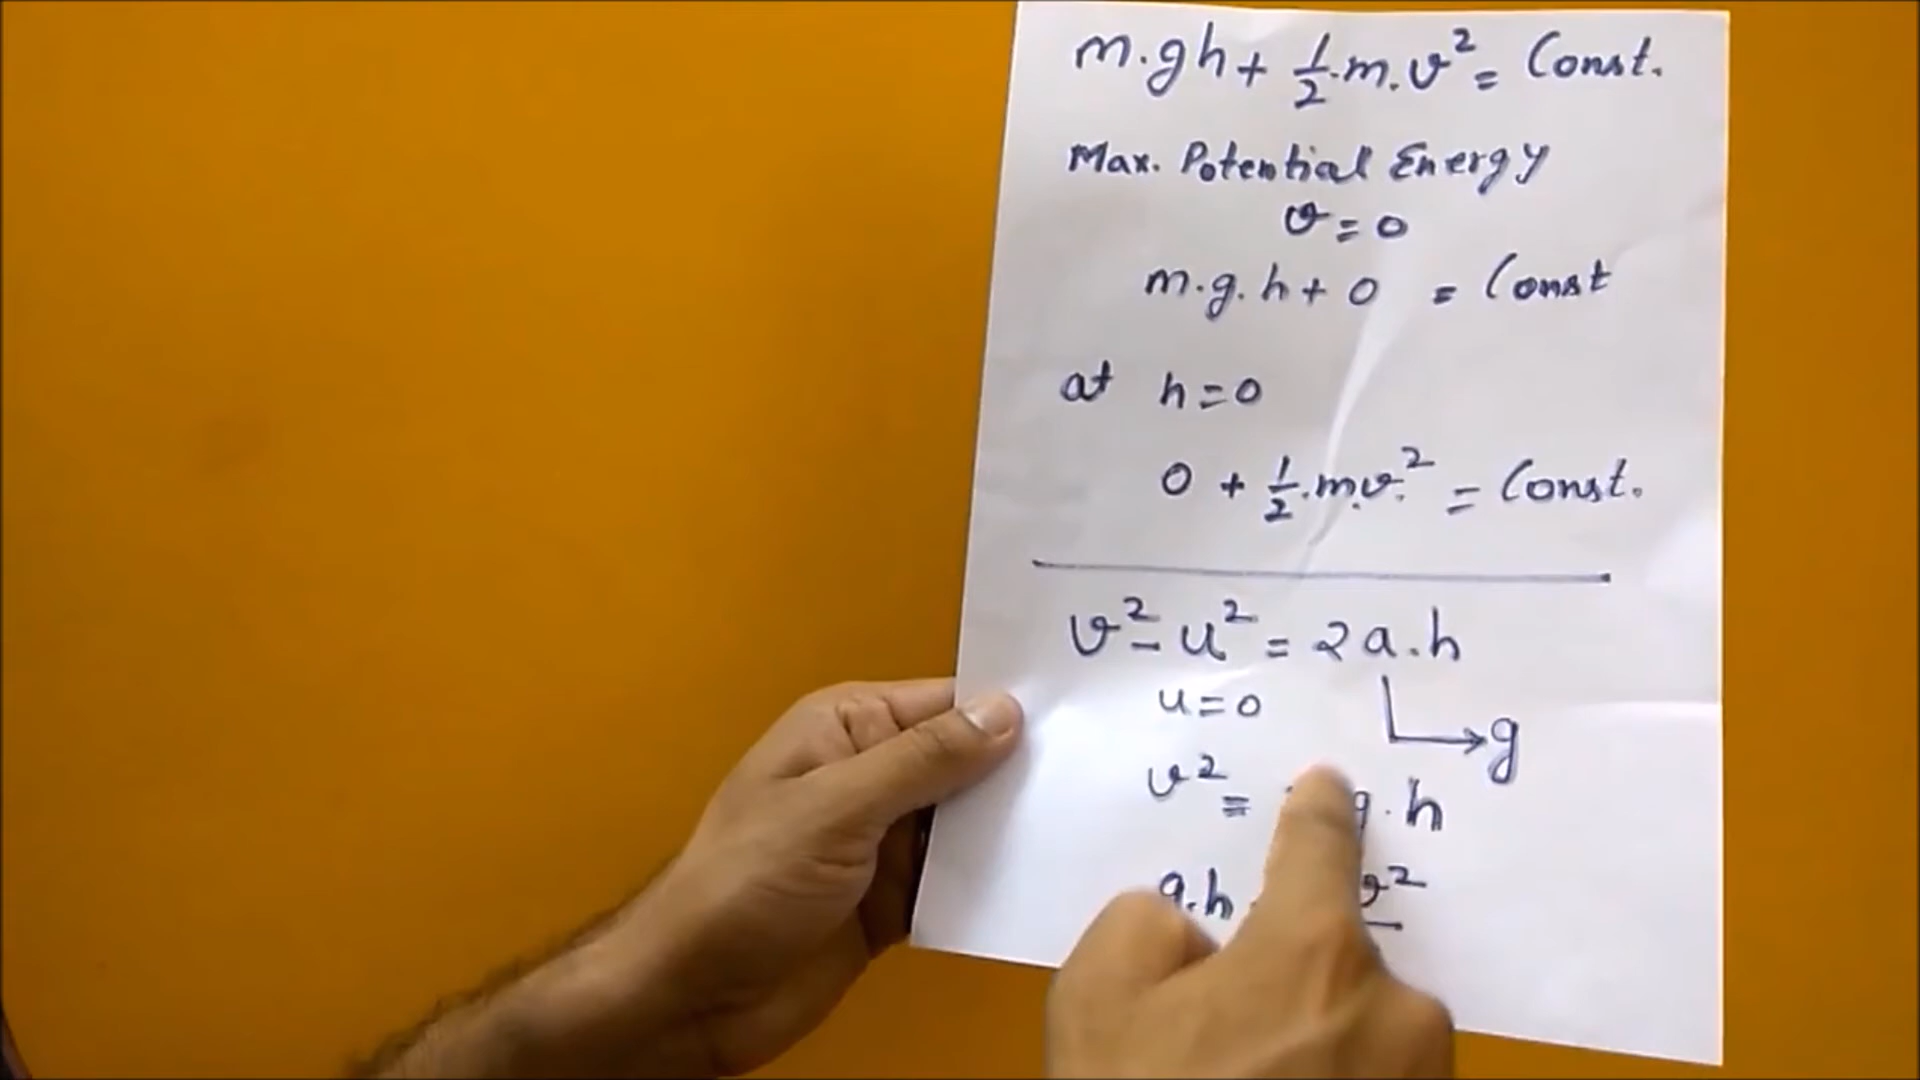 m.gh + 1/2.m.v² = Const.
Max. Potential Energy
v = 0
m.g.h + 0 = Const
at h = 0
0 + 1/2.m.v.² = Const.
v² - u² = 2a.h
u = 0
g
v² = g.h
g.h v²